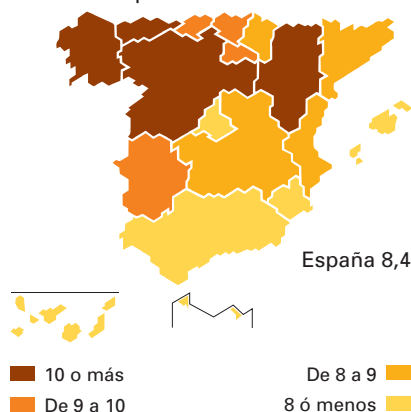 España 8,4
10 o más
De 9 a 10
De 8 a 9
8 ó menos